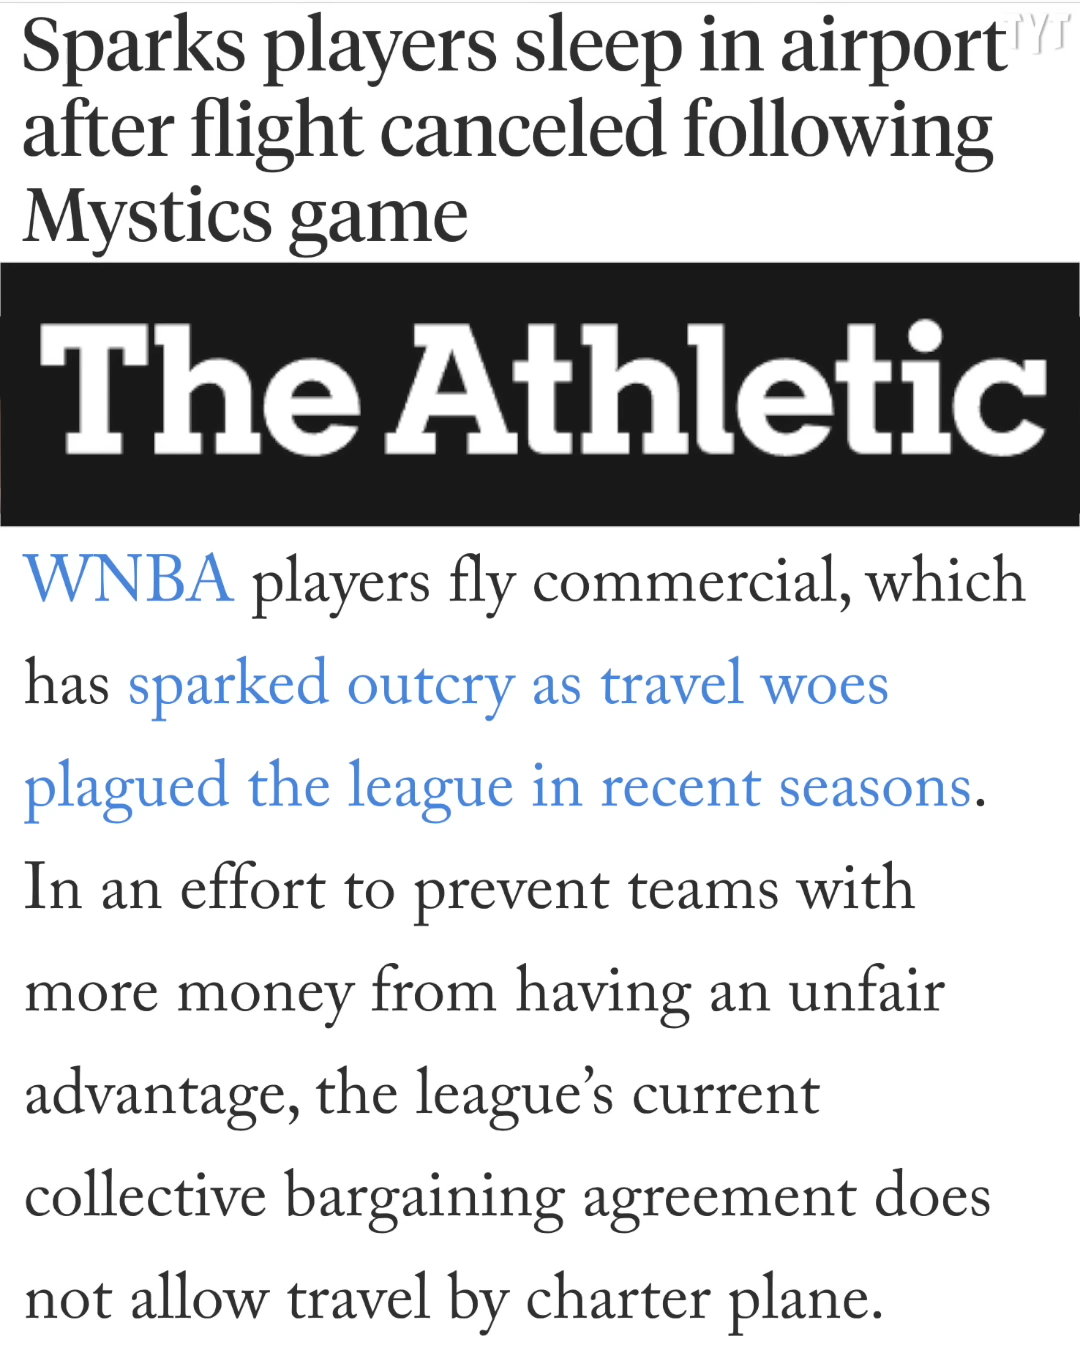 Sparks players sleep in airport
TYT
after flight canceled following
Mystics game
The Athletic
WNBA players fly commercial, which
has sparked outcry as travel woes
plagued the league in recent seasons.
In an effort to prevent teams with
more money from having an unfair
advantage, the league’s current
collective bargaining agreement does
not allow travel by charter plane.